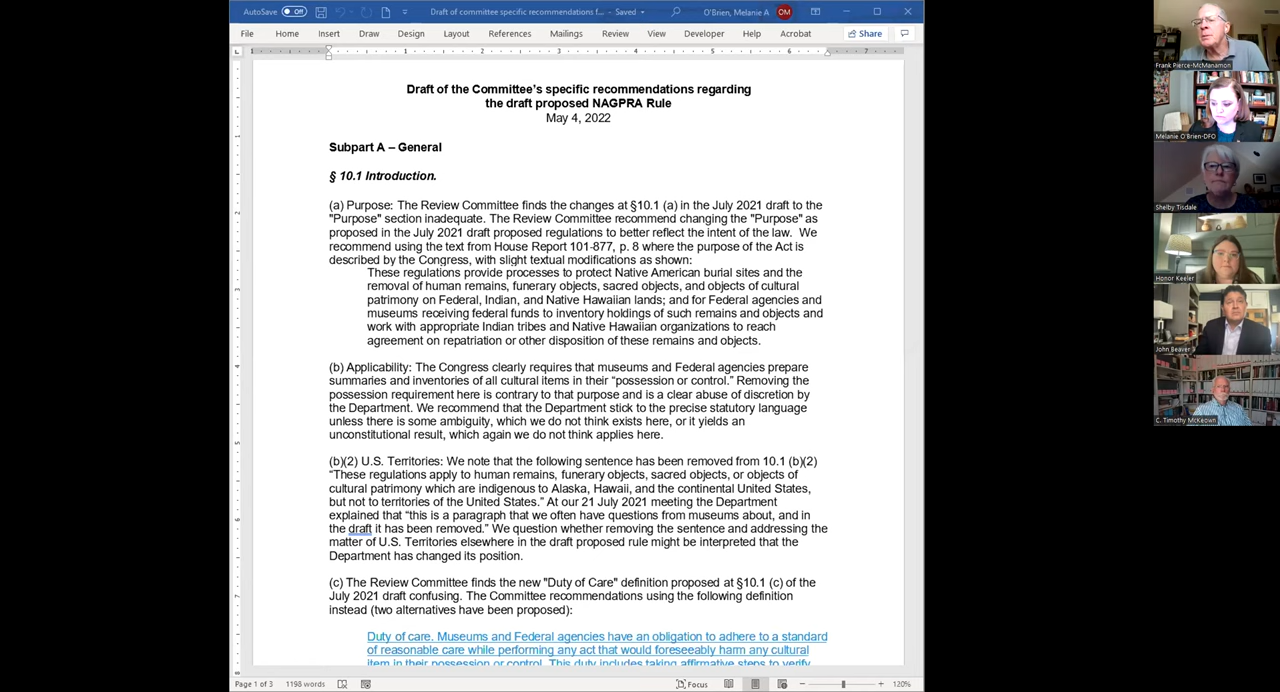 AutoSave Off Draft of committee specific recommendations f... - Saved O'Brien, Melanie A OM
File Home Insert Draw Design Layout References Mailings Review View Developer Help Acrobat Share
Draft of the Committee's specific recommendations regarding
the draft proposed NAGPRA Rule
May 4, 2022
Subpart A – General
§ 10.1 Introduction.
(a) Purpose: The Review Committee finds the changes at §10.1 (a) in the July 2021 draft to the
"Purpose" section inadequate. The Review Committee recommend changing the "Purpose" as
proposed in the July 2021 draft proposed regulations to better reflect the intent of the law. We
recommend using the text from House Report 101-877, p. 8 where the purpose of the Act is
described by the Congress, with slight textual modifications as shown:
These regulations provide processes to protect Native American burial sites and the
removal of human remains, funerary objects, sacred objects, and objects of cultural
patrimony on Federal, Indian, and Native Hawaiian lands; and for Federal agencies and
museums receiving federal funds to inventory holdings of such remains and objects and
work with appropriate Indian tribes and Native Hawaiian organizations to reach
agreement on repatriation or other disposition of these remains and objects.
(b) Applicability: The Congress clearly requires that museums and Federal agencies prepare
summaries and inventories of all cultural items in their "possession or control." Removing the
possession requirement here is contrary to that purpose and is a clear abuse of discretion by
the Department. We recommend that the Department stick to the precise statutory language
unless there is some ambiguity, which we do not think exists here, or it yields an
unconstitutional result, which again we do not think applies here.
(b)(2) U.S. Territories: We note that the following sentence has been removed from 10.1 (b)(2)
"These regulations apply to human remains, funerary objects, sacred objects, or objects of
cultural patrimony which are indigenous to Alaska, Hawaii, and the continental United States,
but not to territories of the United States." At our 21 July 2021 meeting the Department
explained that "this is a paragraph that we often have questions from museums about, and in
the draft it has been removed." We question whether removing the sentence and addressing the
matter of U.S. Territories elsewhere in the draft proposed rule might be interpreted that the
Department has changed its position.
(c) The Review Committee finds the new "Duty of Care" definition proposed at §10.1 (c) of the
July 2021 draft confusing. The Committee recommendations using the following definition
instead (two alternatives have been proposed):
Duty of care. Museums and Federal agencies have an obligation to adhere to a standard
of reasonable care while performing any act that would foreseeably harm any cultural
item in their possession or control. This duty includes taking affirmative steps to verify
Page 1 of 3 1198 words Focus 120%
Frank Pierce-McManamon
Melanie O'Brien-DFO
Shelby Tisdale
Honor Keeler
John Beaver
C. Timothy McKeown